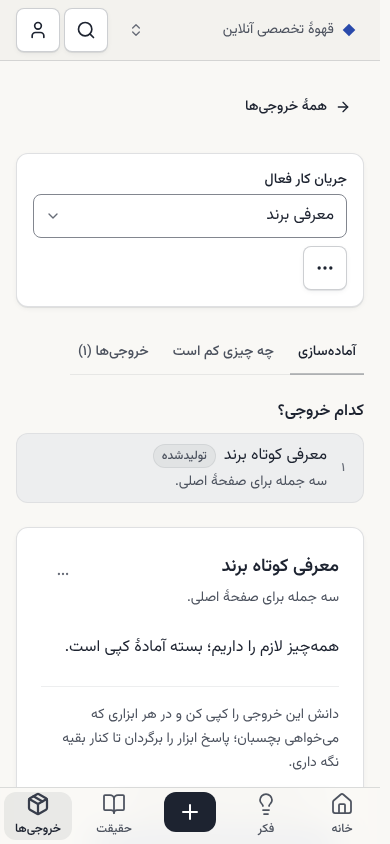 قهوهٔ تخصصی آنلاین
همهٔ خروجی‌ها
جریان کار فعال
معرفی برند
آماده‌سازی
چه چیزی کم است
خروجی‌ها (۱)
کدام خروجی؟
۱
معرفی کوتاه برند
تولیدشده
سه جمله برای صفحهٔ اصلی.
معرفی کوتاه برند
سه جمله برای صفحهٔ اصلی.
همه‌چیز لازم را داریم؛ بسته آمادهٔ کپی است.
دانش این خروجی را کپی کن و در هر ابزاری که
می‌خواهی بچسبان؛ پاسخ ابزار را برگردان تا کنار بقیه
نگه داری.
خانه
فکر
حقیقت
خروجی‌ها